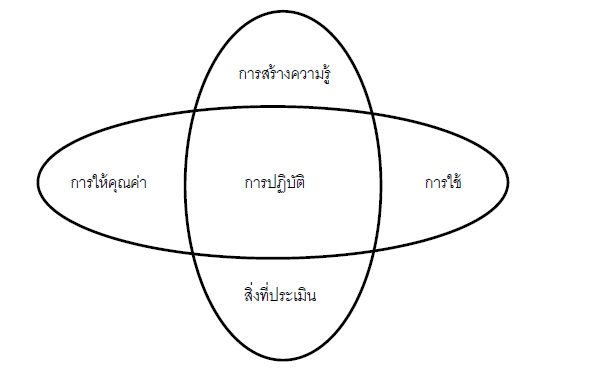 การสร้างความรู้
การให้คุณค่า การปฏิบัติ การใช้
สิ่งที่ประเมิน